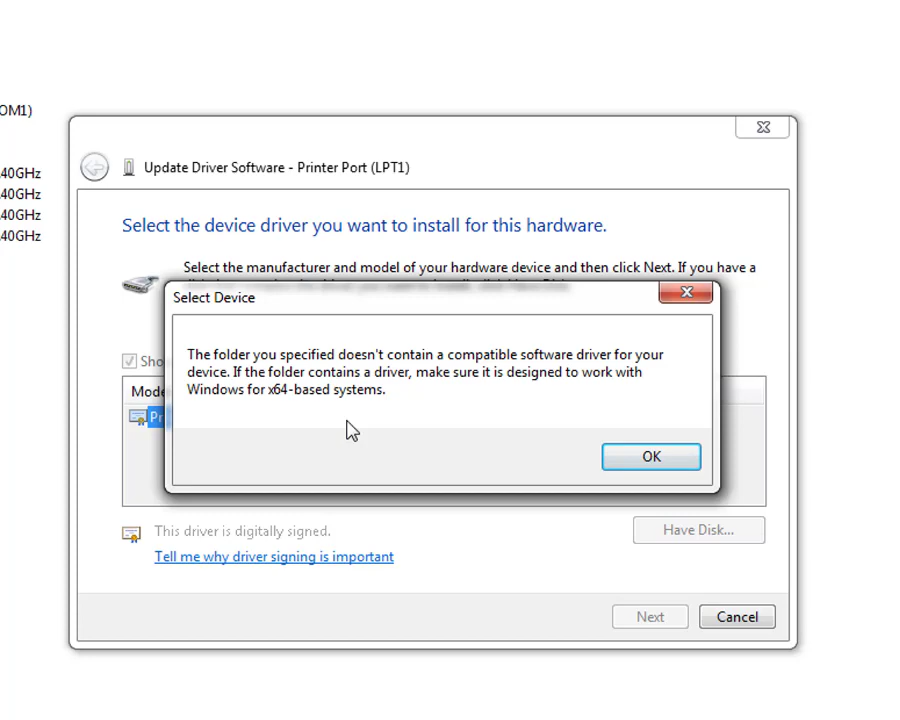 OM1)
.40GHz
.40GHz
.40GHz
.40GHz
Update Driver Software - Printer Port (LPT1)
Select the device driver you want to install for this hardware.
Select the manufacturer and model of your hardware device and then click Next. If you have a
Select Device
The folder you specified doesn't contain a compatible software driver for your
device. If the folder contains a driver, make sure it is designed to work with
Windows for x64-based systems.
OK
Sho
Mode
Pr
This driver is digitally signed.
Have Disk...
Tell me why driver signing is important
Next
Cancel